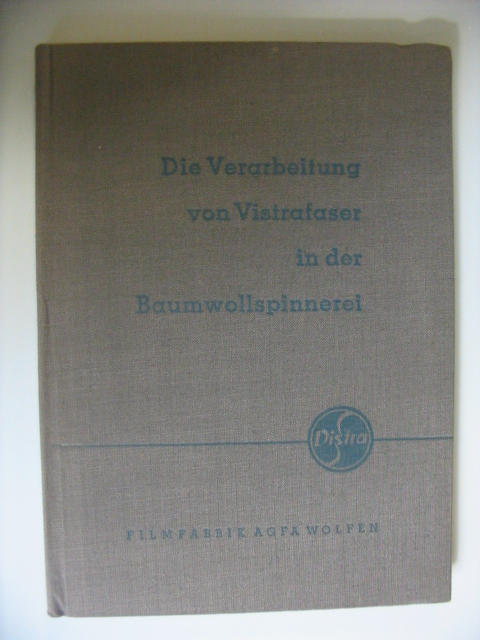 Die Verarbeitung
von Vistrafaser
in der
Baumwollspinnerei
Vistra
FILMFABRIK AGFA WOLFEN